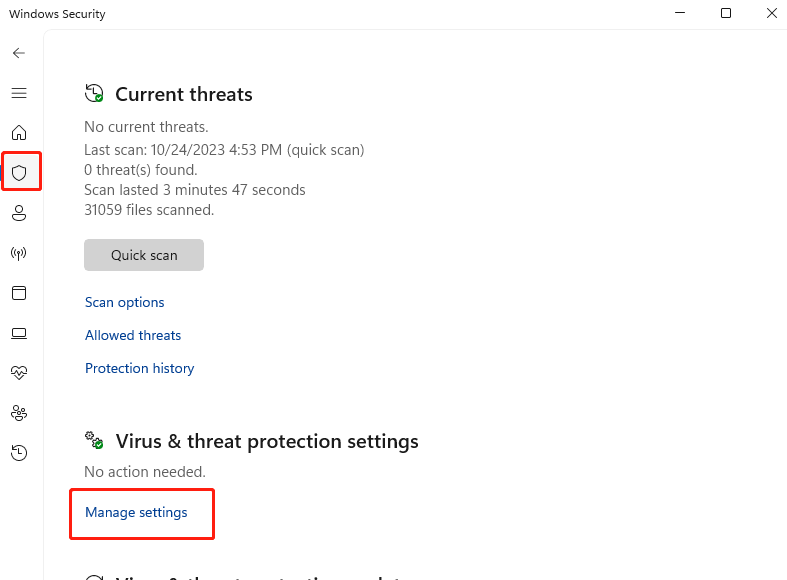 Windows Security
Current threats
No current threats.
Last scan: 10/24/2023 4:53 PM (quick scan)
0 threat(s) found.
Scan lasted 3 minutes 47 seconds
31059 files scanned.
Quick scan
Scan options
Allowed threats
Protection history
Virus & threat protection settings
No action needed.
Manage settings